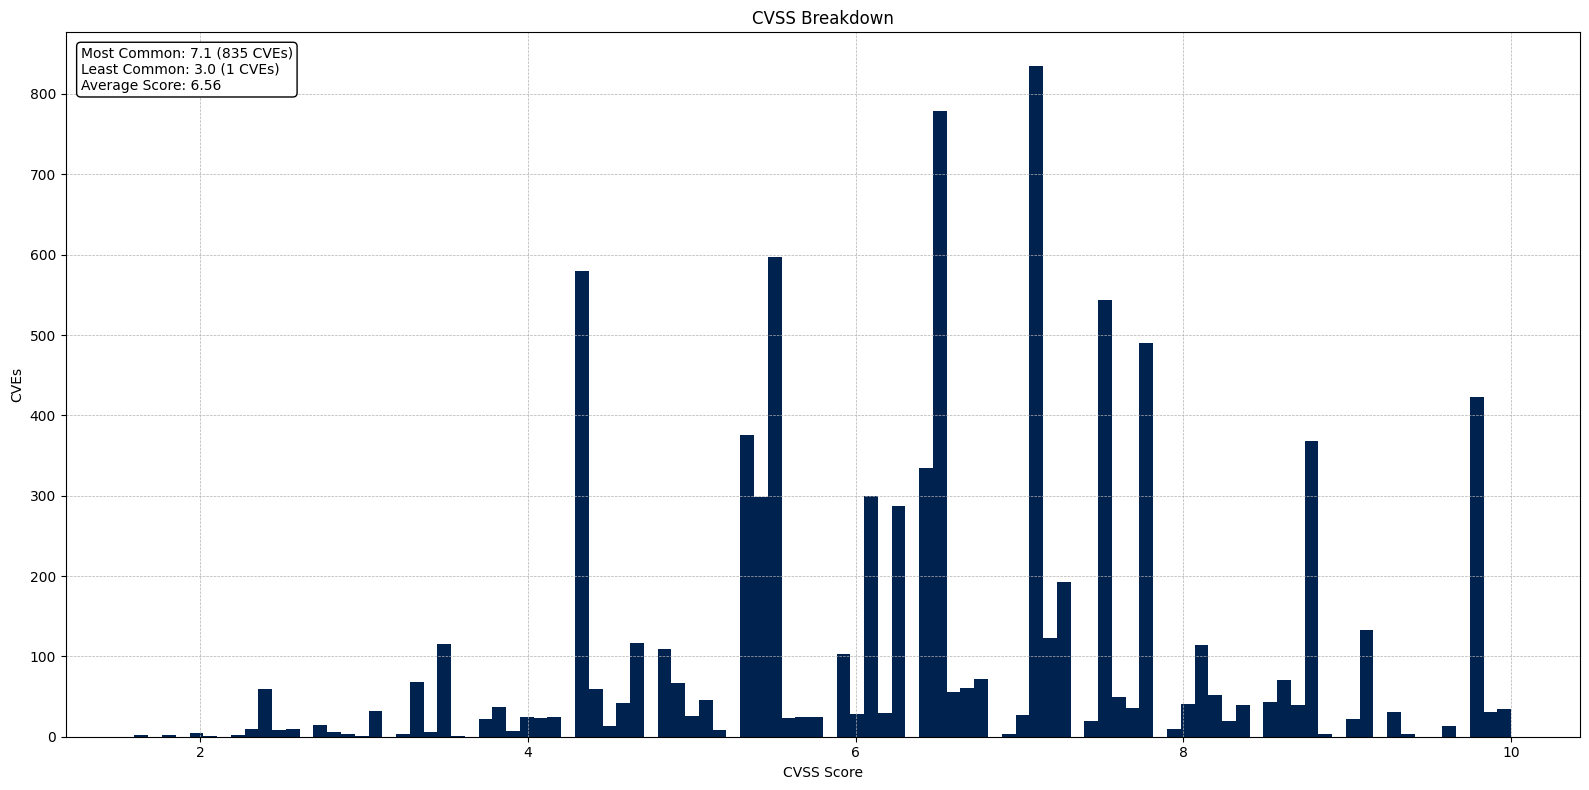 CVSS Breakdown
Most Common: 7.1 (835 CVEs)
Least Common: 3.0 (1 CVEs)
Average Score: 6.56
800
700
600
500
400
300
200
100
0
CVEs
2 4 6 8 10
CVSS Score